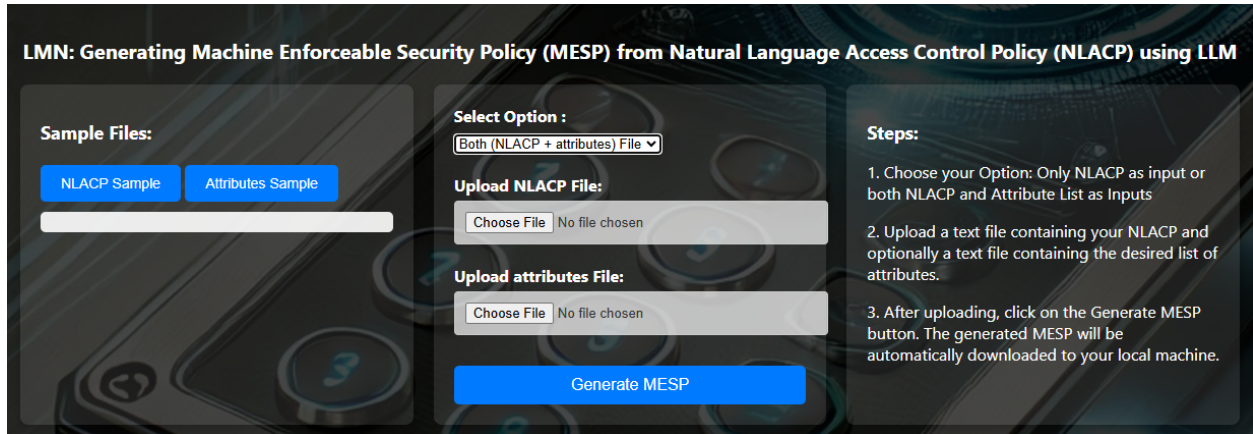 LMN: Generating Machine Enforceable Security Policy (MESP) from Natural Language Access Control Policy (NLACP) using LLM
Sample Files:
NLACP Sample
Attributes Sample
Select Option :
Both (NLACP + attributes) File
Upload NLACP File:
Choose File No file chosen
Upload attributes File:
Choose File No file chosen
Generate MESP
Steps:
1. Choose your Option: Only NLACP as input or
both NLACP and Attribute List as Inputs
2. Upload a text file containing your NLACP and
optionally a text file containing the desired list of
attributes.
3. After uploading, click on the Generate MESP
button. The generated MESP will be
automatically downloaded to your local machine.